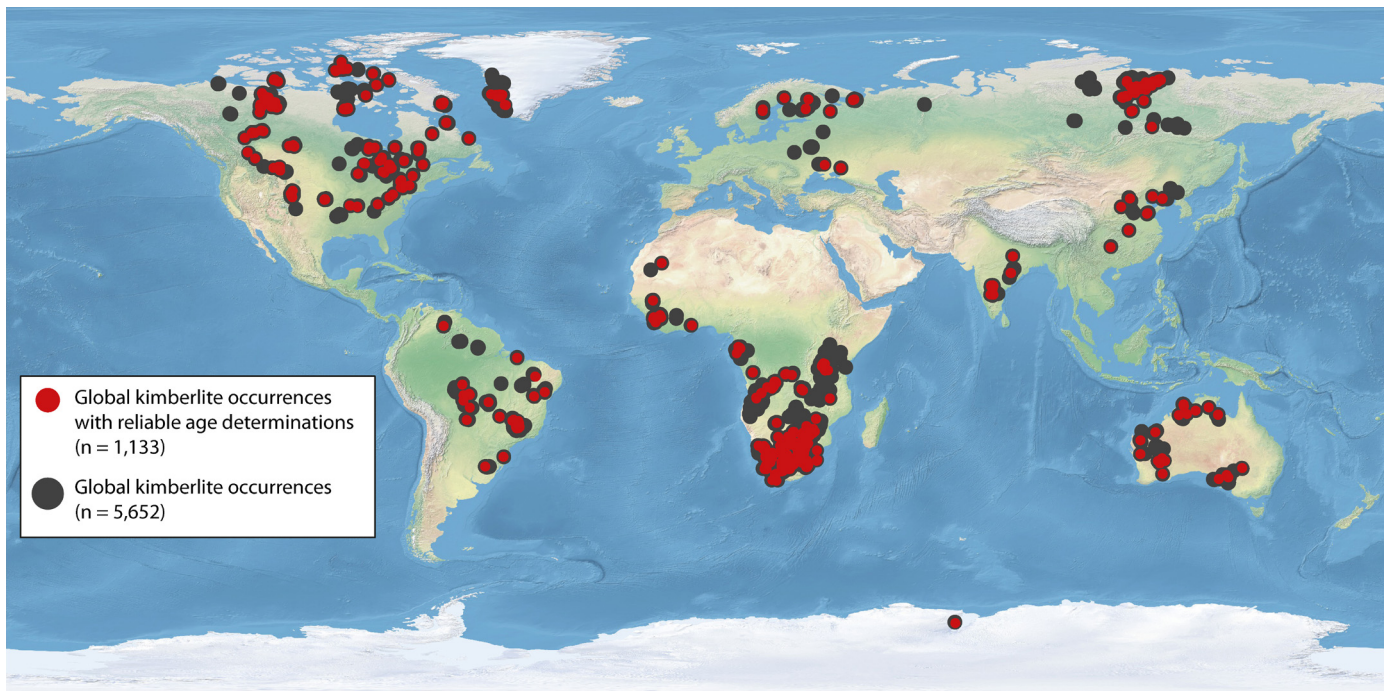 Global kimberlite occurrences
with reliable age determinations
(n = 1,133)
Global kimberlite occurrences
(n = 5,652)